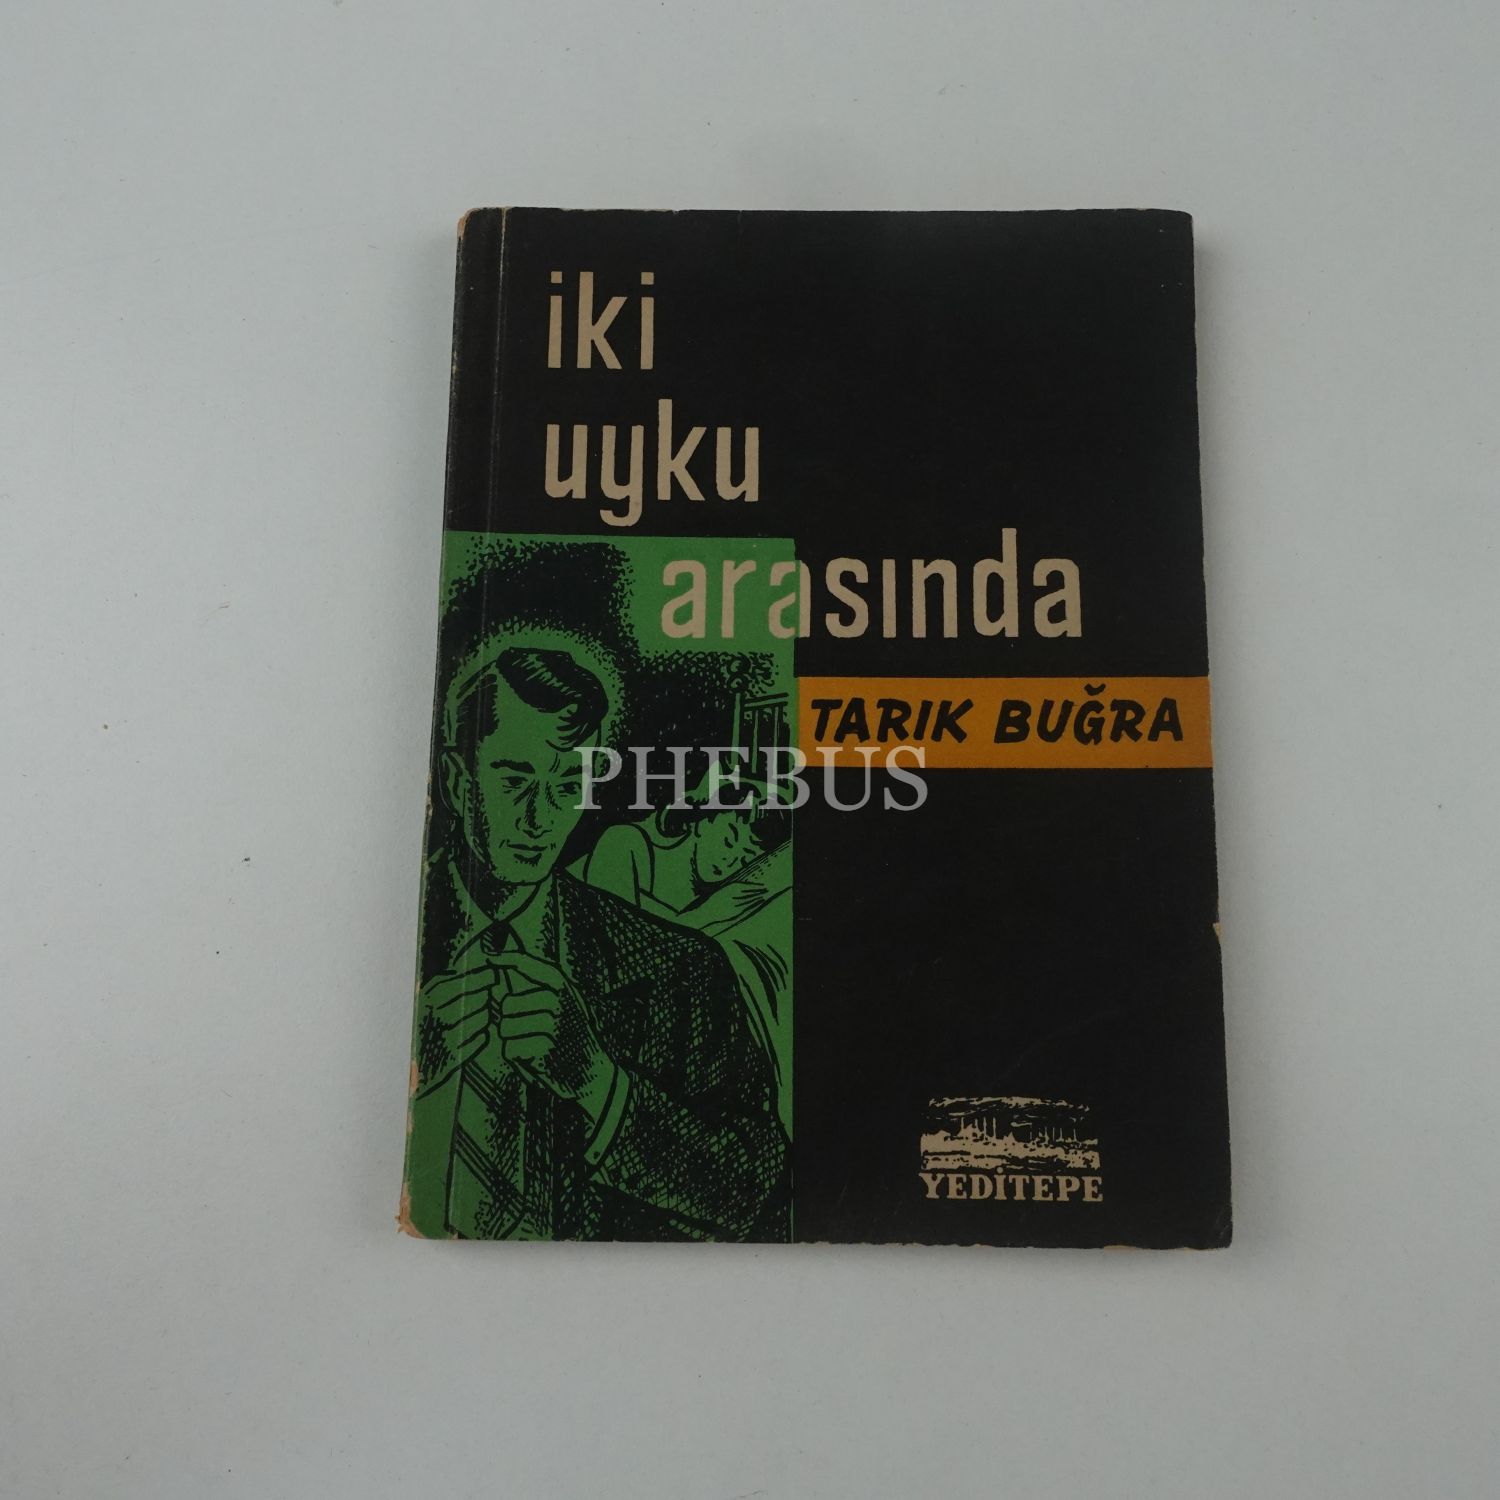 iki
uyku
arasında
TARIK BUĞRA
PHEBUS
YEDİTEPE